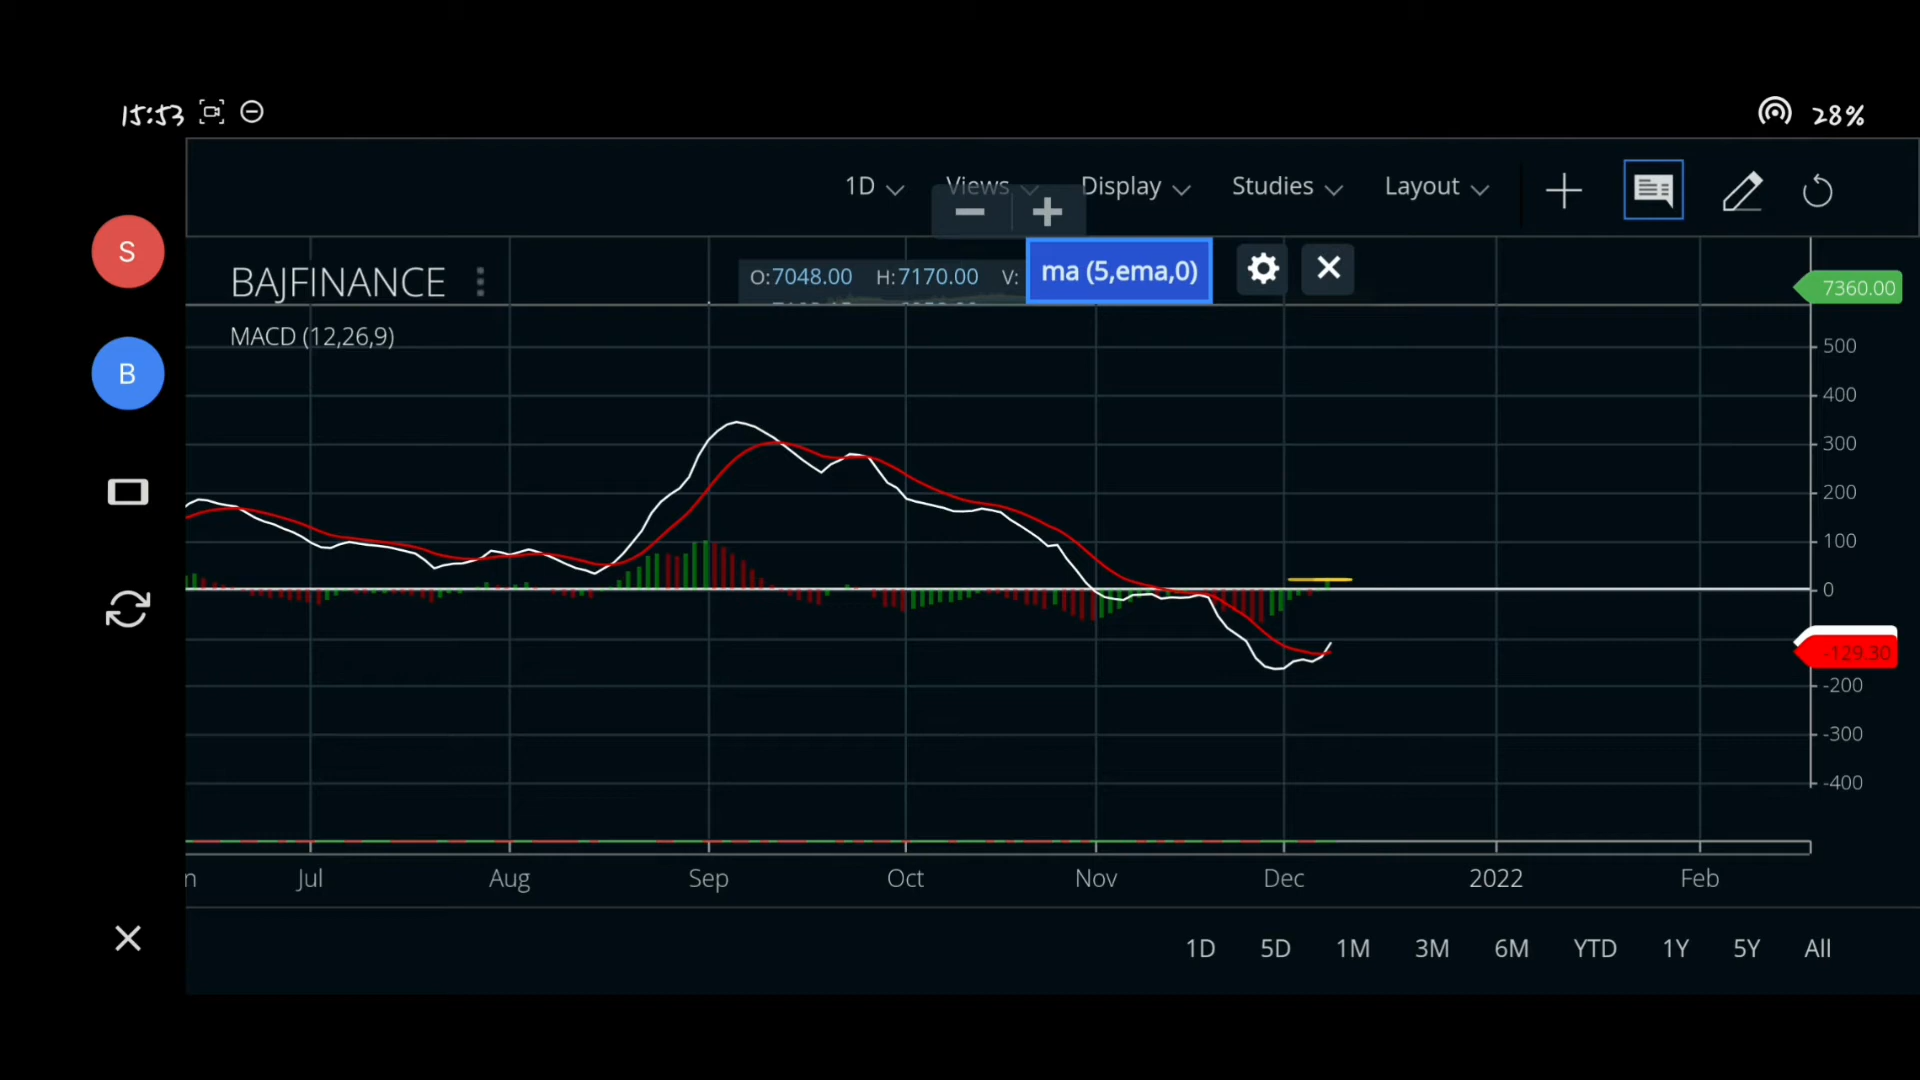 15:53 28%
1D Views Display Studies Layout
S
BAJFINANCE O:7048.00 H:7170.00 V: ma (5,ema,0) 7360.00
MACD (12,26,9)
500
B
400
300
200
100
0
-129.30
-200
-300
-400
n Jul Aug Sep Oct Nov Dec 2022 Feb
1D 5D 1M 3M 6M YTD 1Y 5Y All